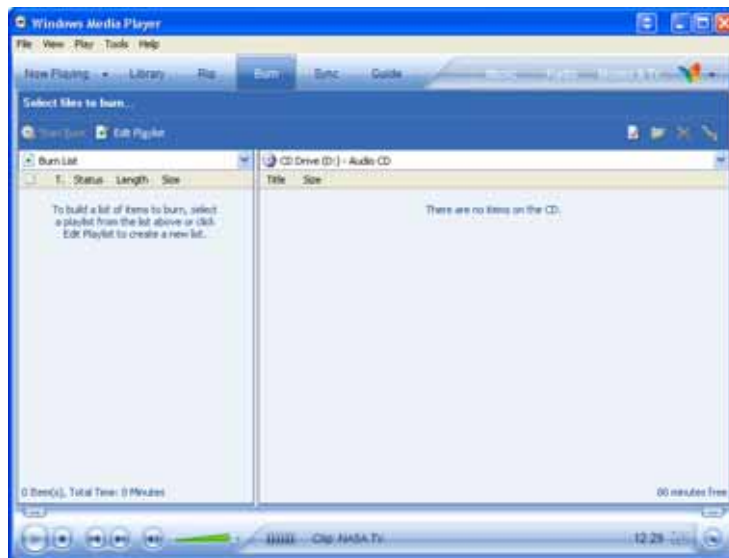 Windows Media Player
File View Play Tools Help
Now Playing Library Rip Burn Sync Guide
Select files to burn...
Start Burn Edit Playlist
Burn List
CD Drive (D:) - Audio CD
T. Status Length Size
Title Size
To build a list of items to burn, select
a playlist from the list above or click
Edit Playlist to create a new list.
There are no items on the CD.
0 Item(s), Total Time: 0 Minutes
80 minutes free
Clip: NASA TV
12:29